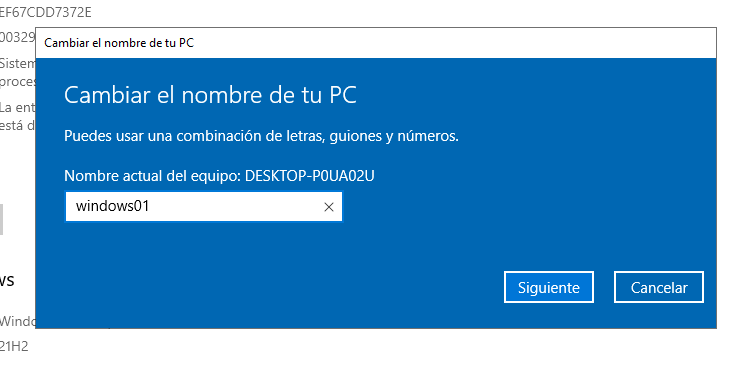 EF67CDD7372E
Cambiar el nombre de tu PC
00329
Sistem
proces
La ent
está d
Cambiar el nombre de tu PC
Puedes usar una combinación de letras, guiones y números.
Nombre actual del equipo: DESKTOP-P0UA02U
windows01
Siguiente Cancelar
ws
Windo
21H2